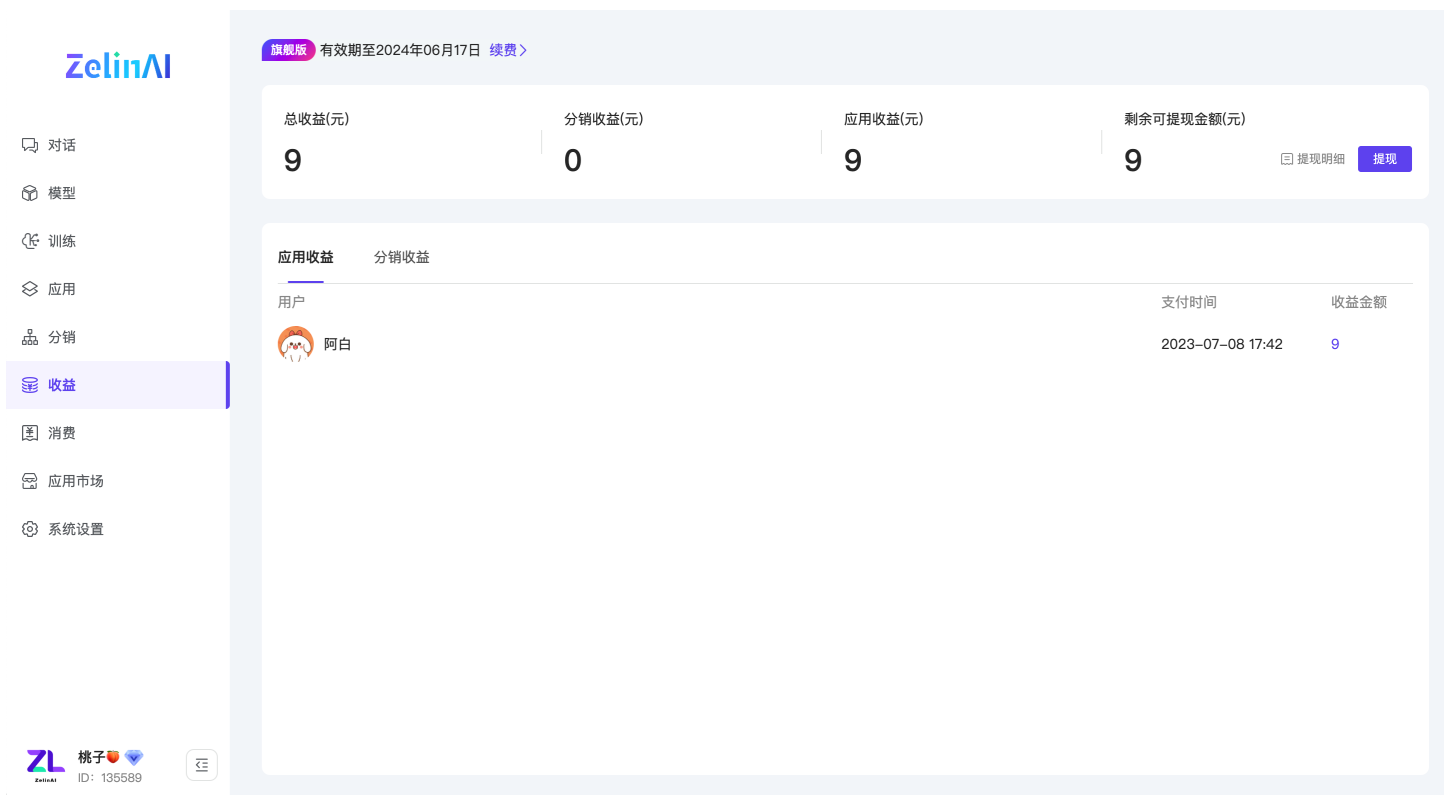 ZelinAI
对话
模型
训练
应用
分销
收益
消费
应用市场
系统设置
ZL
ZelinAI
桃子
ID: 135589
旗舰版 有效期至2024年06月17日 续费
总收益(元) 分销收益(元) 应用收益(元) 剩余可提现金额(元)
9 0 9 9 提现明细 提现
应用收益 分销收益
用户 支付时间 收益金额
阿白 2023-07-08 17:42 9